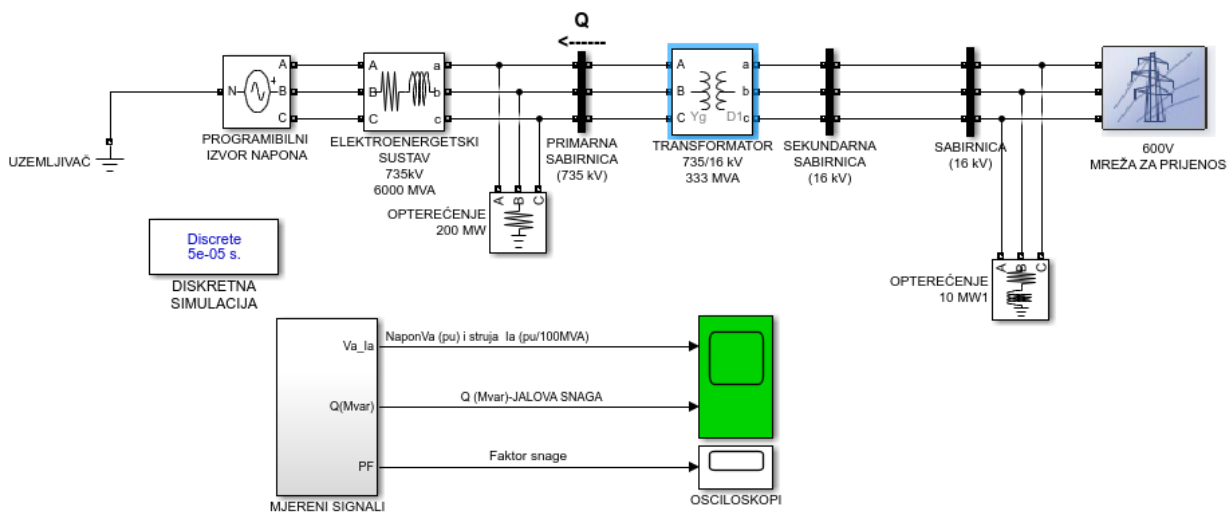 Q
N
A
B
C
PROGRAMIBILNI
IZVOR NAPONA
UZEMLJIVAČ
A
B
C
a
b
c
ELEKTROENERGETSKI
SUSTAV
735kV
6000 MVA
PRIMARNA
SABIRNICA
(735 kV)
A
B
C
Yg
D1
a
b
c
TRANSFORMATOR
735/16 kV
333 MVA
SEKUNDARNA
SABIRNICA
(16 kV)
SABIRNICA
(16 kV)
600V
MREŽA ZA PRIJENOS
A
B
C
OPTEREĆENJE
200 MW
A
B
C
OPTEREĆENJE
10 MW1
Discrete
5e-05 s.
DISKRETNA
SIMULACIJA
Va_Ia
NaponVa (pu) i struja Ia (pu/100MVA)
Q(Mvar)
Q (Mvar)-JALOVA SNAGA
PF
Faktor snage
MJERENI SIGNALI
OSCILOSKOPI